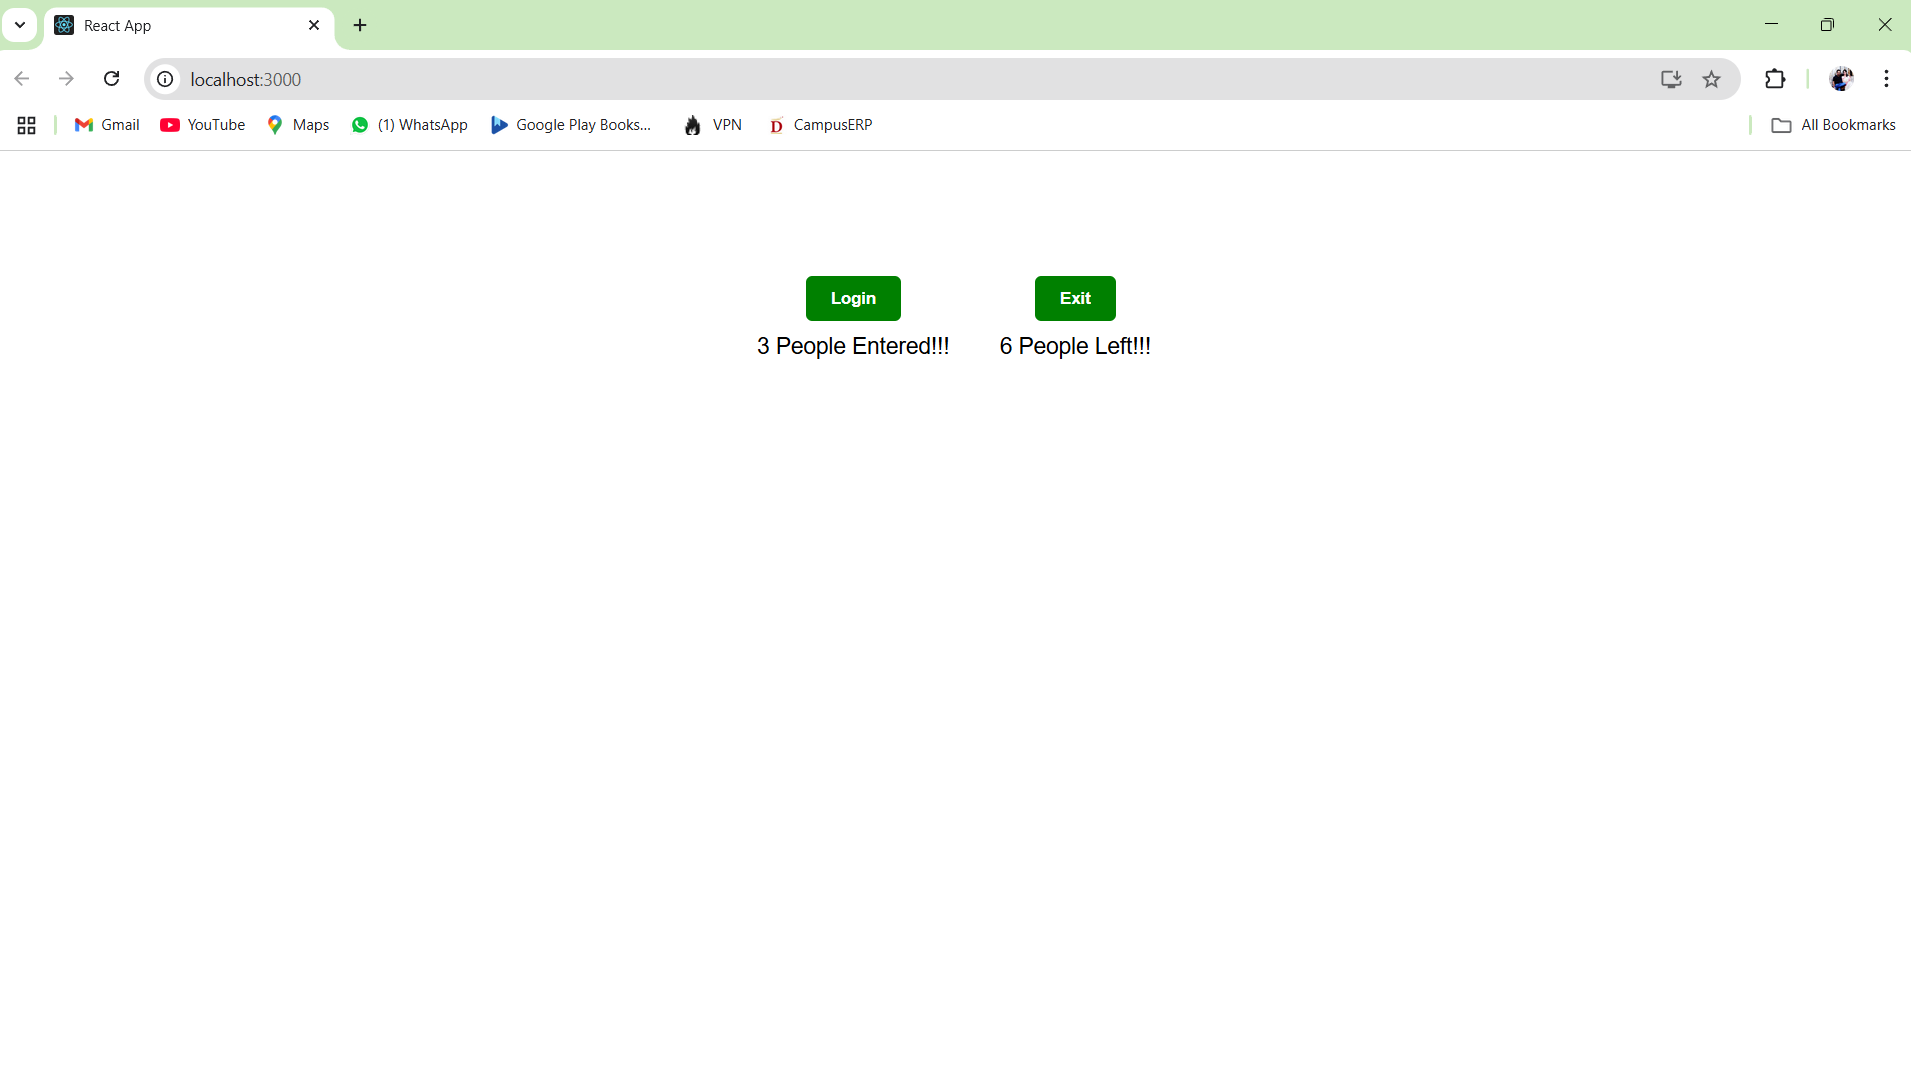 React App
localhost:3000
Gmail YouTube Maps (1) WhatsApp Google Play Books... VPN D CampusERP All Bookmarks
Login Exit
3 People Entered!!! 6 People Left!!!